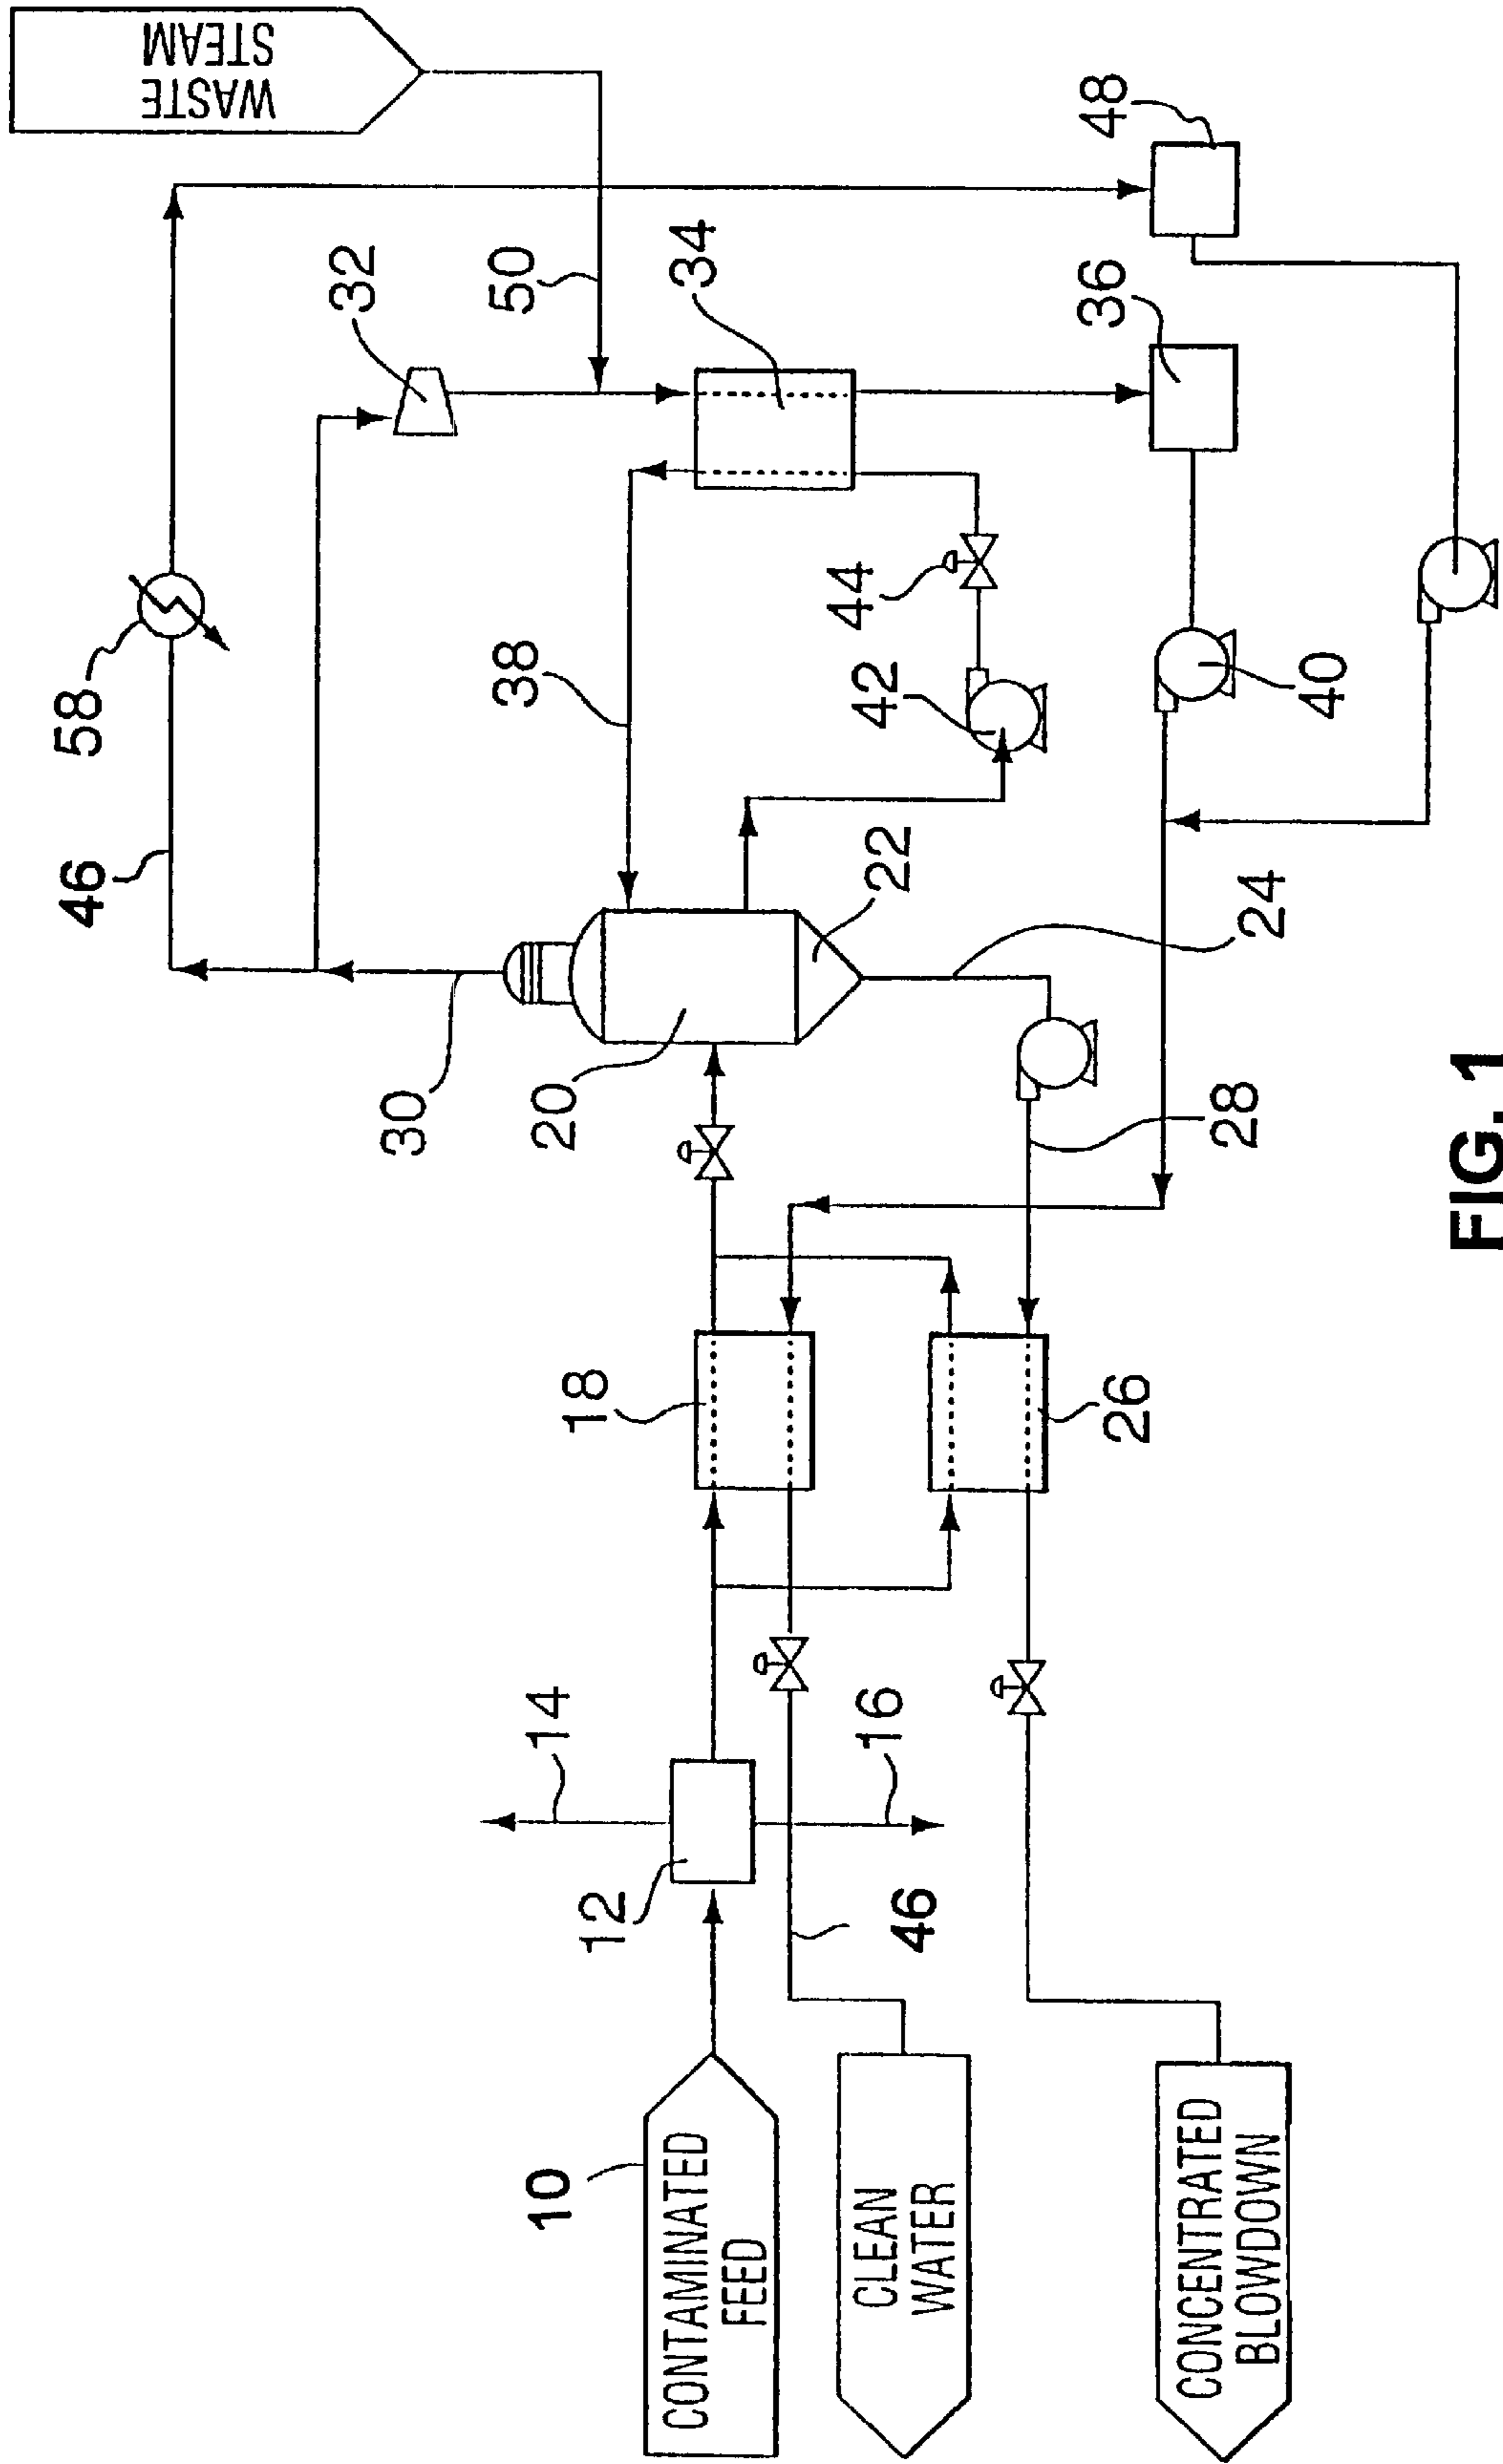 WASTE
STEAM
58
46
32
50
48
38
34
36
30
20
44
42
22
40
24
18
28
14
12
26
16
10
46
CONTAMINATED
FEED
CLEAN
WATER
CONCENTRATED
BLOWDOWN
FIG. 1